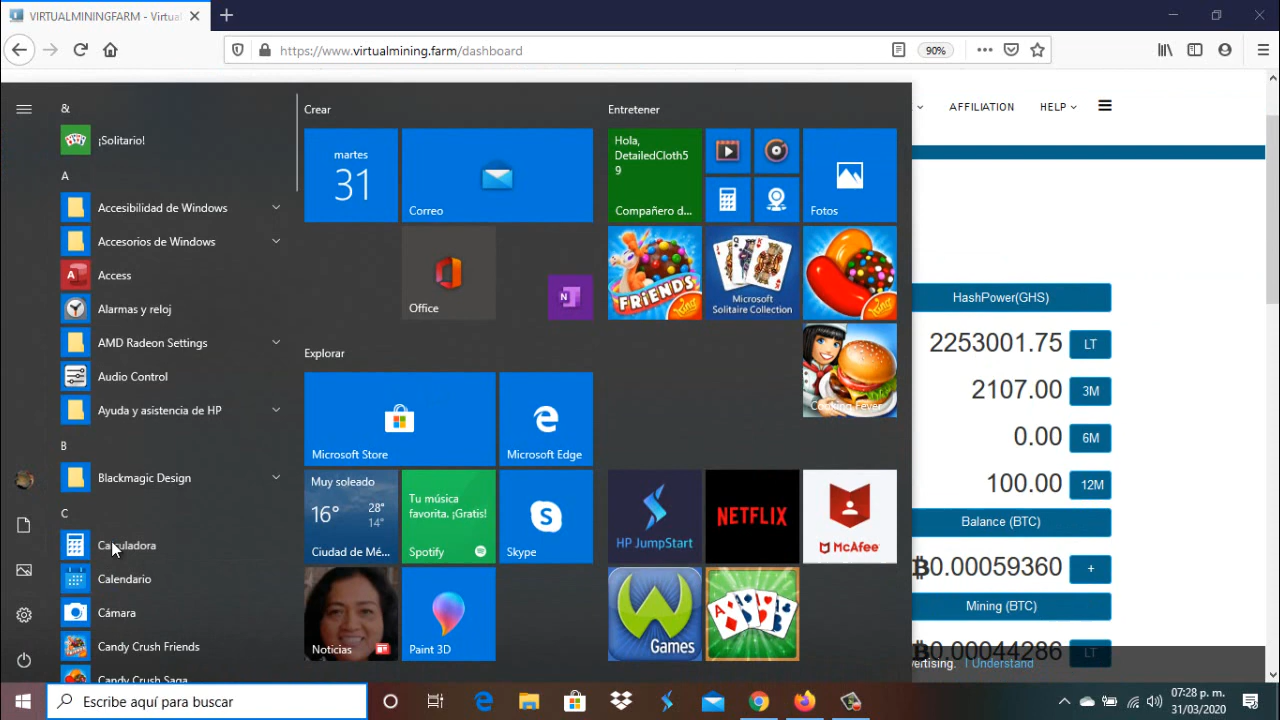 VIRTUALMININGFARM - Virtua
https://www.virtualmining.farm/dashboard
90%
AFFILIATION
HELP
&
¡Solitario!
A
Accesibilidad de Windows
Accesorios de Windows
Access
Alarmas y reloj
AMD Radeon Settings
Audio Control
Ayuda y asistencia de HP
B
Blackmagic Design
C
Calculadora
Calendario
Cámara
Candy Crush Friends
Candy Crush Saga
Crear
martes
31
Correo
Office
Explorar
Microsoft Store
Microsoft Edge
Muy soleado
16°
28°
14°
Ciudad de Mé...
Tu música
favorita. ¡Gratis!
Spotify
Skype
Noticias
Paint 3D
Entretener
Hola,
DetailedCloth5
9
Compañero d...
Fotos
FRIENDS
King
Microsoft
Solitaire Collection
King
Cooking Fever
HP JumpStart
NETFLIX
McAfee
Games
HashPower(GHS)
2253001.75
LT
2107.00
3M
0.00
6M
100.00
12M
Balance (BTC)
฿0.00059360
+
Mining (BTC)
฿0.00044286
LT
vertising.
I Understand
Escribe aquí para buscar
07:28 p. m.
31/03/2020